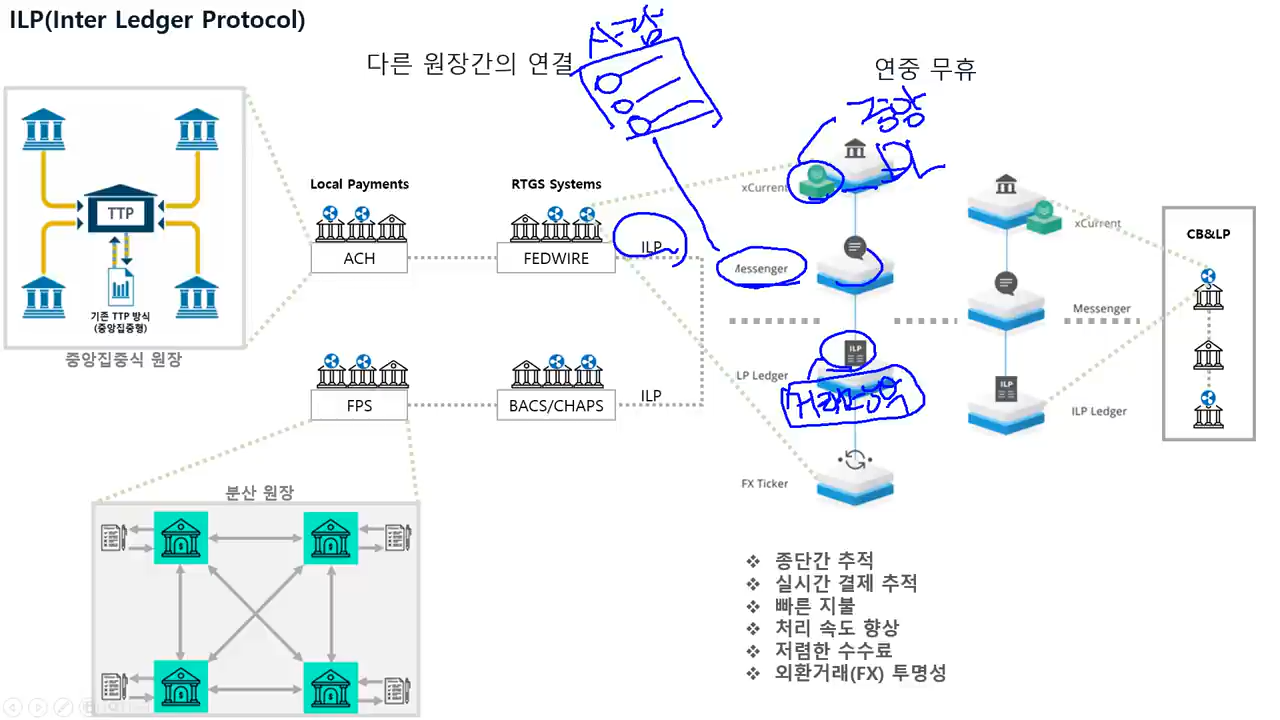 ILP(Inter Ledger Protocol)
다른 원장간의 연결
연중 무휴
TTP
기존 TTP 방식
(중앙집중형)
중앙집중식 원장
Local Payments
RTGS Systems
ACH
FEDWIRE
ILP
FPS
BACS/CHAPS
ILP
분산 원장
xCurrent
Messenger
ILP
LP Ledger
FX Ticker
xCurrent
Messenger
ILP
ILP Ledger
CB&LP
❖ 종단간 추적
❖ 실시간 결제 추적
❖ 빠른 지불
❖ 처리 속도 향상
❖ 저렴한 수수료
❖ 외환거래(FX) 투명성